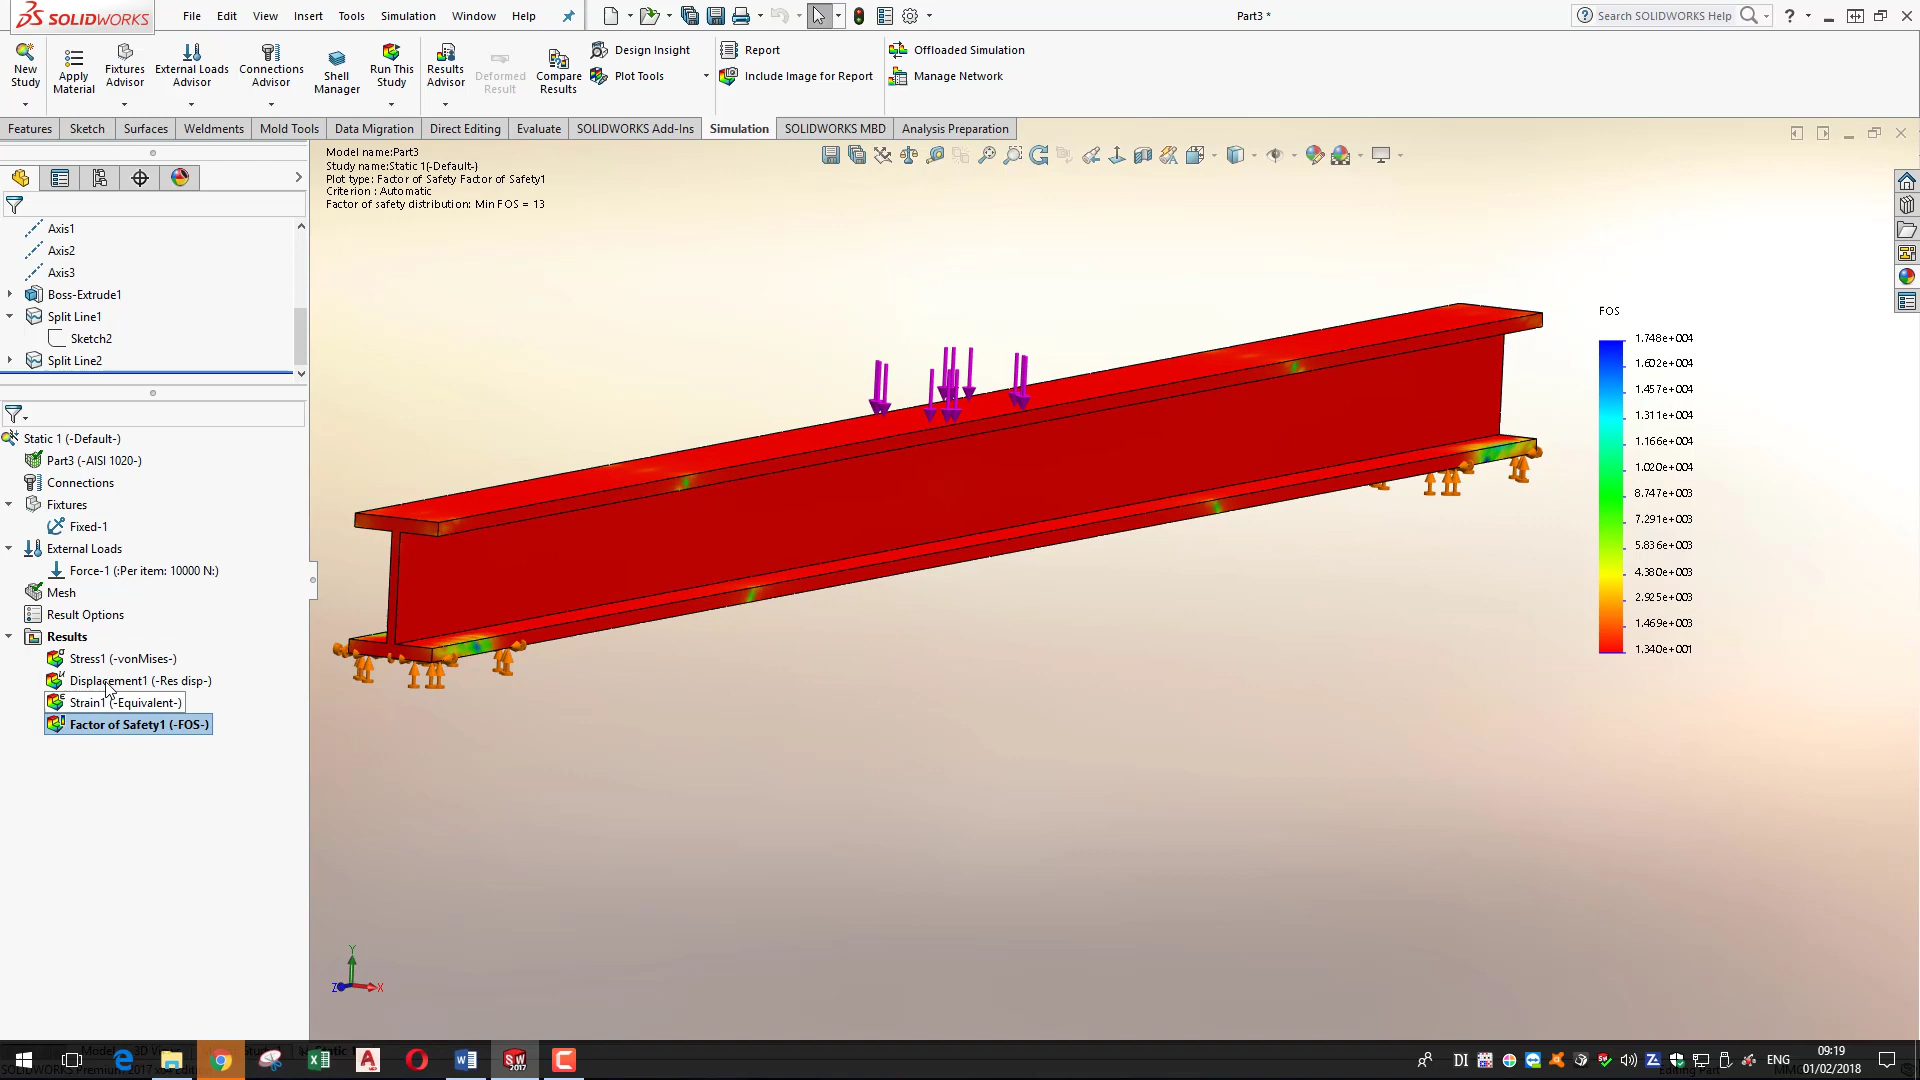 SOLIDWORKS
File Edit View Insert Tools Simulation Window Help
Part3 *
Search SOLIDWORKS Help
New Study
Apply Material
Fixtures Advisor
External Loads Advisor
Connections Advisor
Shell Manager
Run This Study
Results Advisor
Deformed Result
Compare Results
Design Insight
Plot Tools
Report
Include Image for Report
Offloaded Simulation
Manage Network
Features Sketch Surfaces Weldments Mold Tools Data Migration Direct Editing Evaluate SOLIDWORKS Add-Ins Simulation SOLIDWORKS MBD Analysis Preparation
Model name:Part3
Study name:Static 1(-Default-)
Plot type: Factor of Safety Factor of Safety1
Criterion : Automatic
Factor of safety distribution: Min FOS = 13
Axis1
Axis2
Axis3
Boss-Extrude1
Split Line1
Sketch2
Split Line2
Static 1 (-Default-)
Part3 (-AISI 1020-)
Connections
Fixtures
Fixed-1
External Loads
Force-1 (:Per item: 10000 N:)
Mesh
Result Options
Results
Stress1 (-vonMises-)
Displacement1 (-Res disp-)
Strain1 (-Equivalent-)
Factor of Safety1 (-FOS-)
FOS
1.748e+004
1.602e+004
1.457e+004
1.311e+004
1.166e+004
1.020e+004
8.747e+003
7.291e+003
5.836e+003
4.380e+003
2.925e+003
1.469e+003
1.340e+001
Y
Z
X
SW
2017
DI
ENG
09:19
01/02/2018